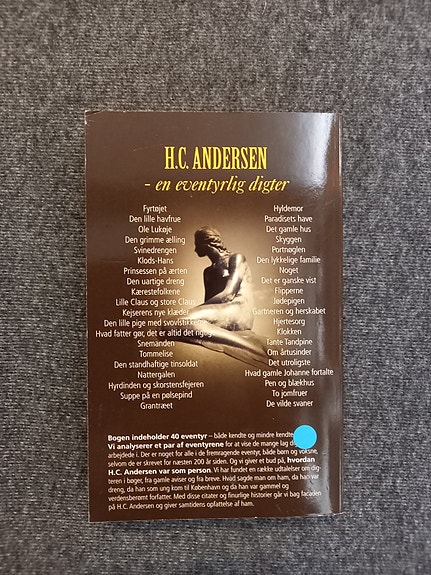 H.C. ANDERSEN
- en eventyrlig digter
Fyrtøjet
Den lille havfrue
Ole Lukøje
Den grimme ælling
Svinedrengen
Klods-Hans
Prinsessen på ærten
Den uartige dreng
Kærestefolkene
Lille Claus og store Claus
Kejserens nye klæder
Den lille pige med svovlstikkerne
Hvad fatter gør, det er altid det rigtige
Snemanden
Tommelise
Den standhaftige tinsoldat
Nattergalen
Hyrdinden og skorstensfejeren
Suppe på en pølsepind
Grantræet
Hyldemor
Paradisets have
Det gamle hus
Skyggen
Portnøglen
Den lykkelige familie
Noget
Det er ganske vist
Flipperne
Jødepigen
Gartneren og herskabet
Hjertesorg
Klokken
Tante Tandpine
Om årtusinder
Det utroligste
Hvad gamle Johanne fortalte
Pen og blækhus
To jomfruer
De vilde svaner
Bogen indeholder 40 eventyr – både kendte og mindre kendte
Vi analyserer et par af eventyrene for at vise de mange lag
arbejdede i. Der er noget for alle i de fremragende eventyr, både børn og voksne,
selvom de er skrevet for næsten 200 år siden. Og vi giver et bud på, hvordan
H.C. Andersen var som person. Vi har fundet en række udtalelser om dig-
teren i bøger, fra gamle aviser og fra breve. Hvad sagde man om ham, da han var
dreng, da han som ung kom til København og da han var gammel og
verdensberømt forfatter. Med disse citater og finurlige historier går vi bag facaden
på H.C. Andersen og giver samtidens opfattelse af ham.